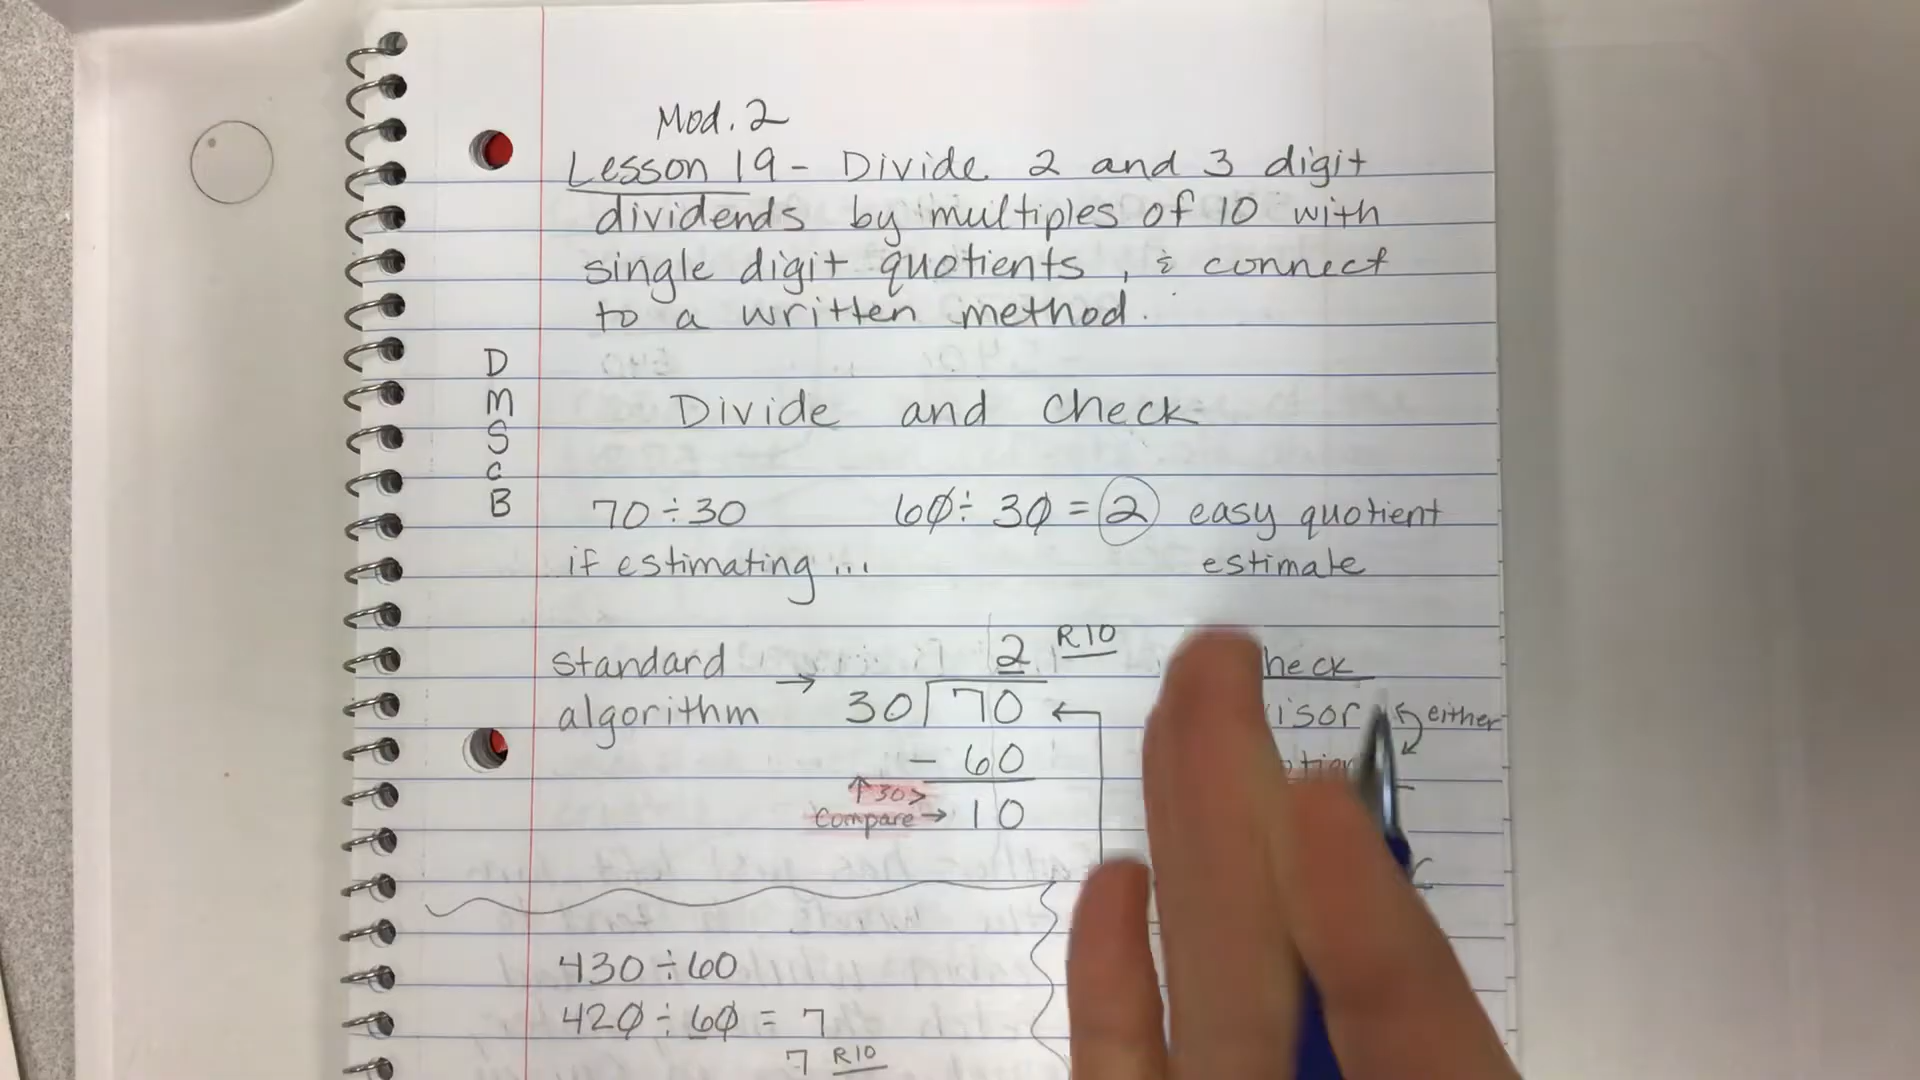 Mod. 2
Lesson 19 - Divide 2 and 3 digit
dividends by multiples of 10 with
single digit quotients, & connect
to a written method.
D
M
S
C
B
Divide and check
70 ÷ 30
60 ÷ 30 = 2 easy quotient
estimate
if estimating...
standard
algorithm →
2 R10
30 70 ←
- 60
↑ 30 >
Compare → 10
either
430 ÷ 60
420 ÷ 60 = 7
7 R10